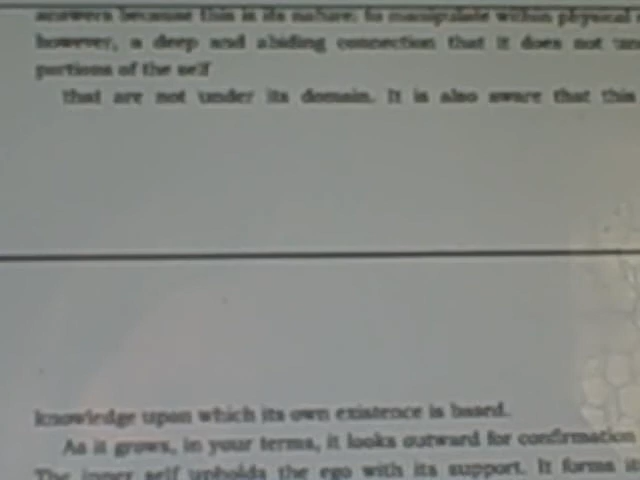 answers because this is its nature: to manipulate within physical
however, a deep and abiding connection that it does not
portions of the self
that are not under its domain. It is also aware that this
knowledge upon which its own existence is based.
As it grows, in your terms, it looks outward for confirmation
The inner self upholds the ego with its support. It forms